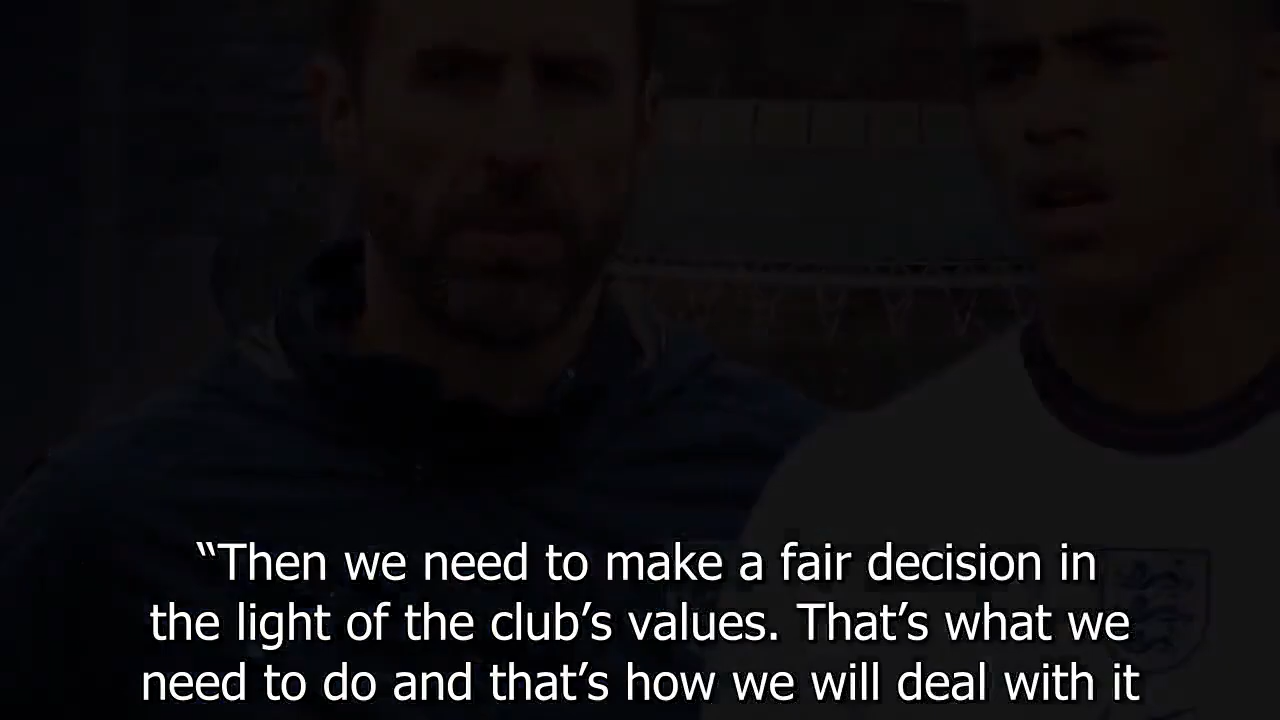 “Then we need to make a fair decision in
the light of the club’s values. That’s what we
need to do and that’s how we will deal with it